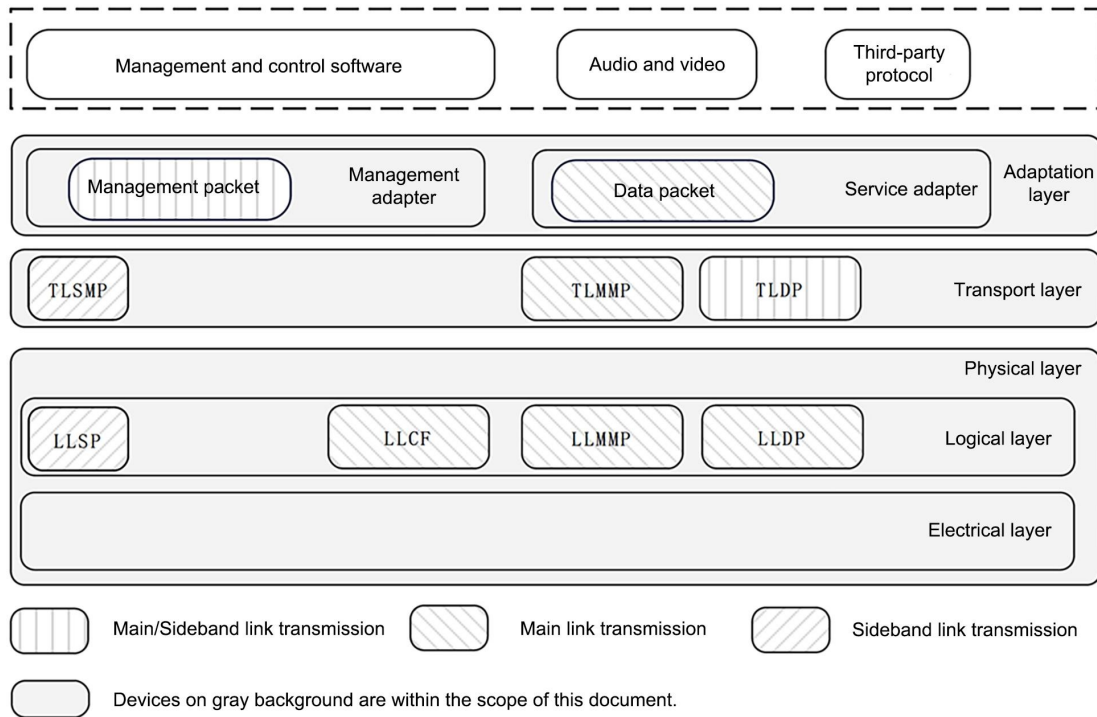 Management and control software
Audio and video
Third-party
protocol
Management packet
Management
adapter
Data packet
Service adapter
Adaptation
layer
TLSMP
TLMMP
TLDP
Transport layer
Physical layer
LLSP
LLCF
LLMMP
LLDP
Logical layer
Electrical layer
Main/Sideband link transmission
Main link transmission
Sideband link transmission
Devices on gray background are within the scope of this document.